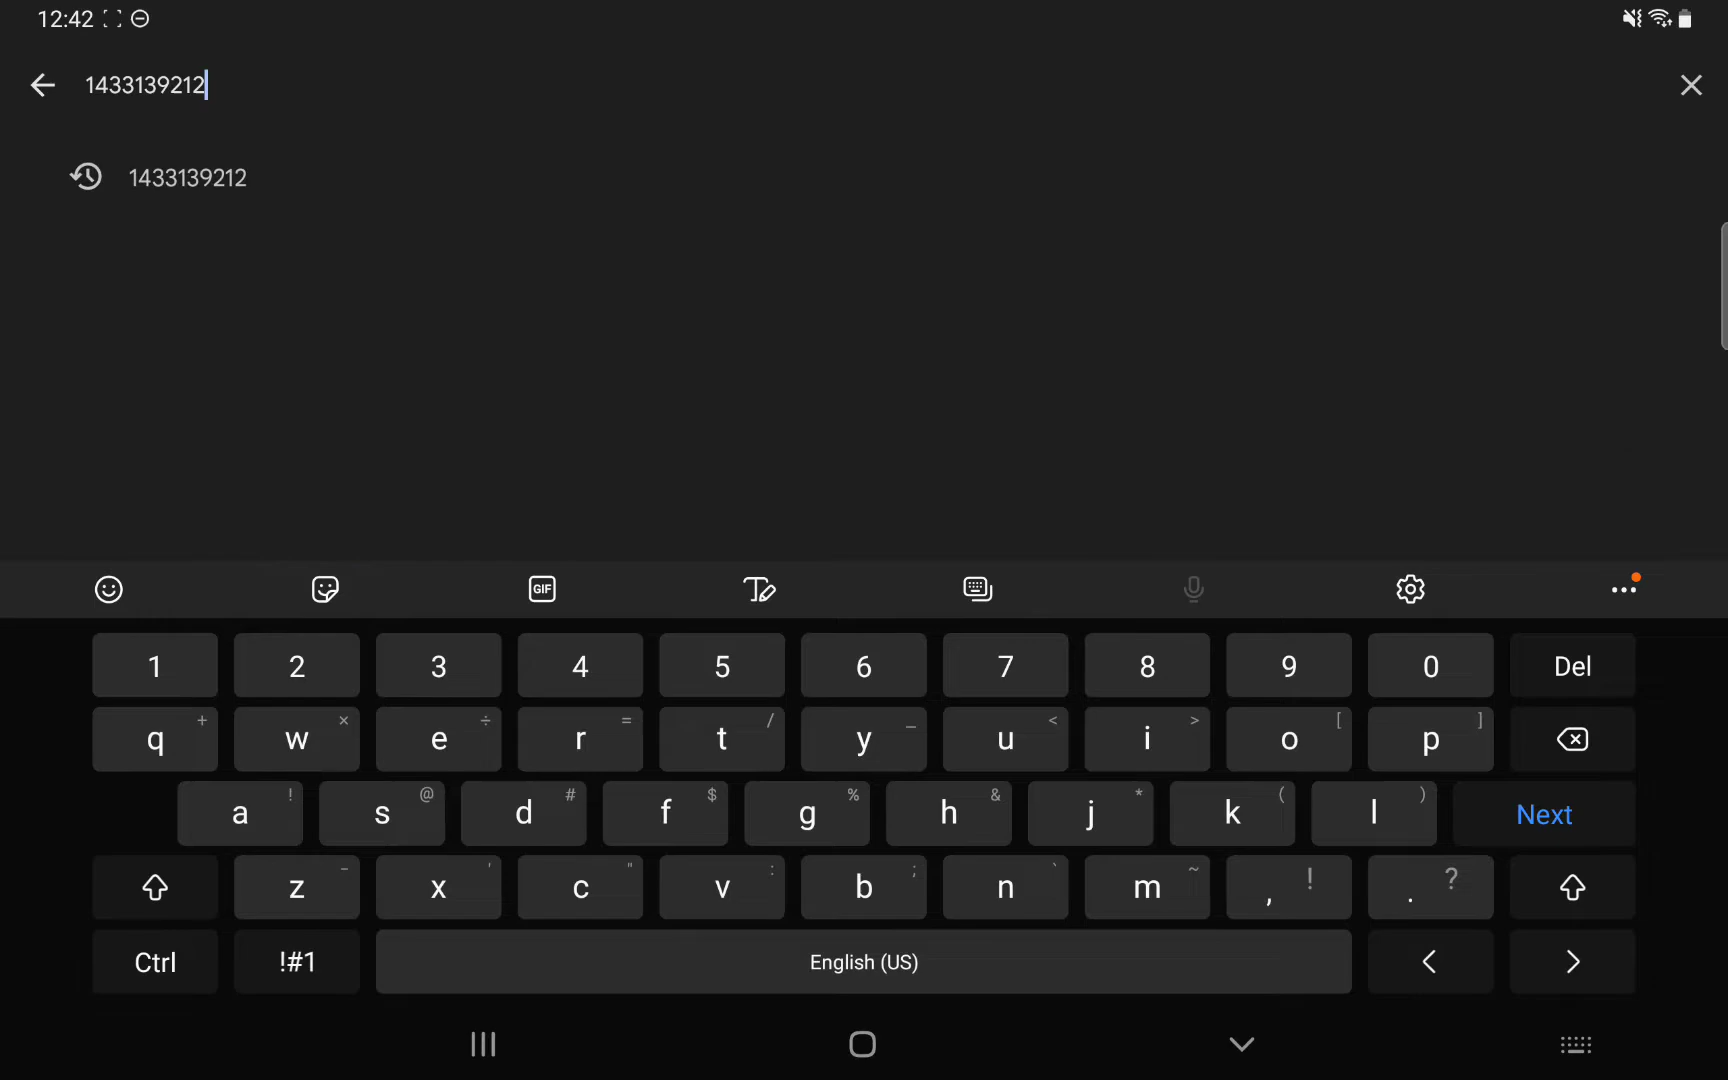 12:42
1433139212
1433139212
GIF
1 2 3 4 5 6 7 8 9 0 Del
q + w × e ÷ r = t / y _ u < i > o [ p ]
a ! s @ d # f $ g % h & j * k ( l ) Next
z - x ' c " v : b ; n ` m ~ , ! . ?
Ctrl !#1 English (US) < >